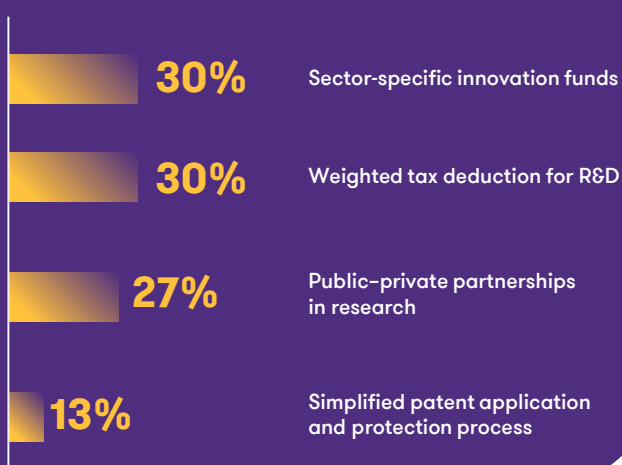 30% Sector-specific innovation funds
30% Weighted tax deduction for R&D
27% Public–private partnerships
in research
13% Simplified patent application
and protection process